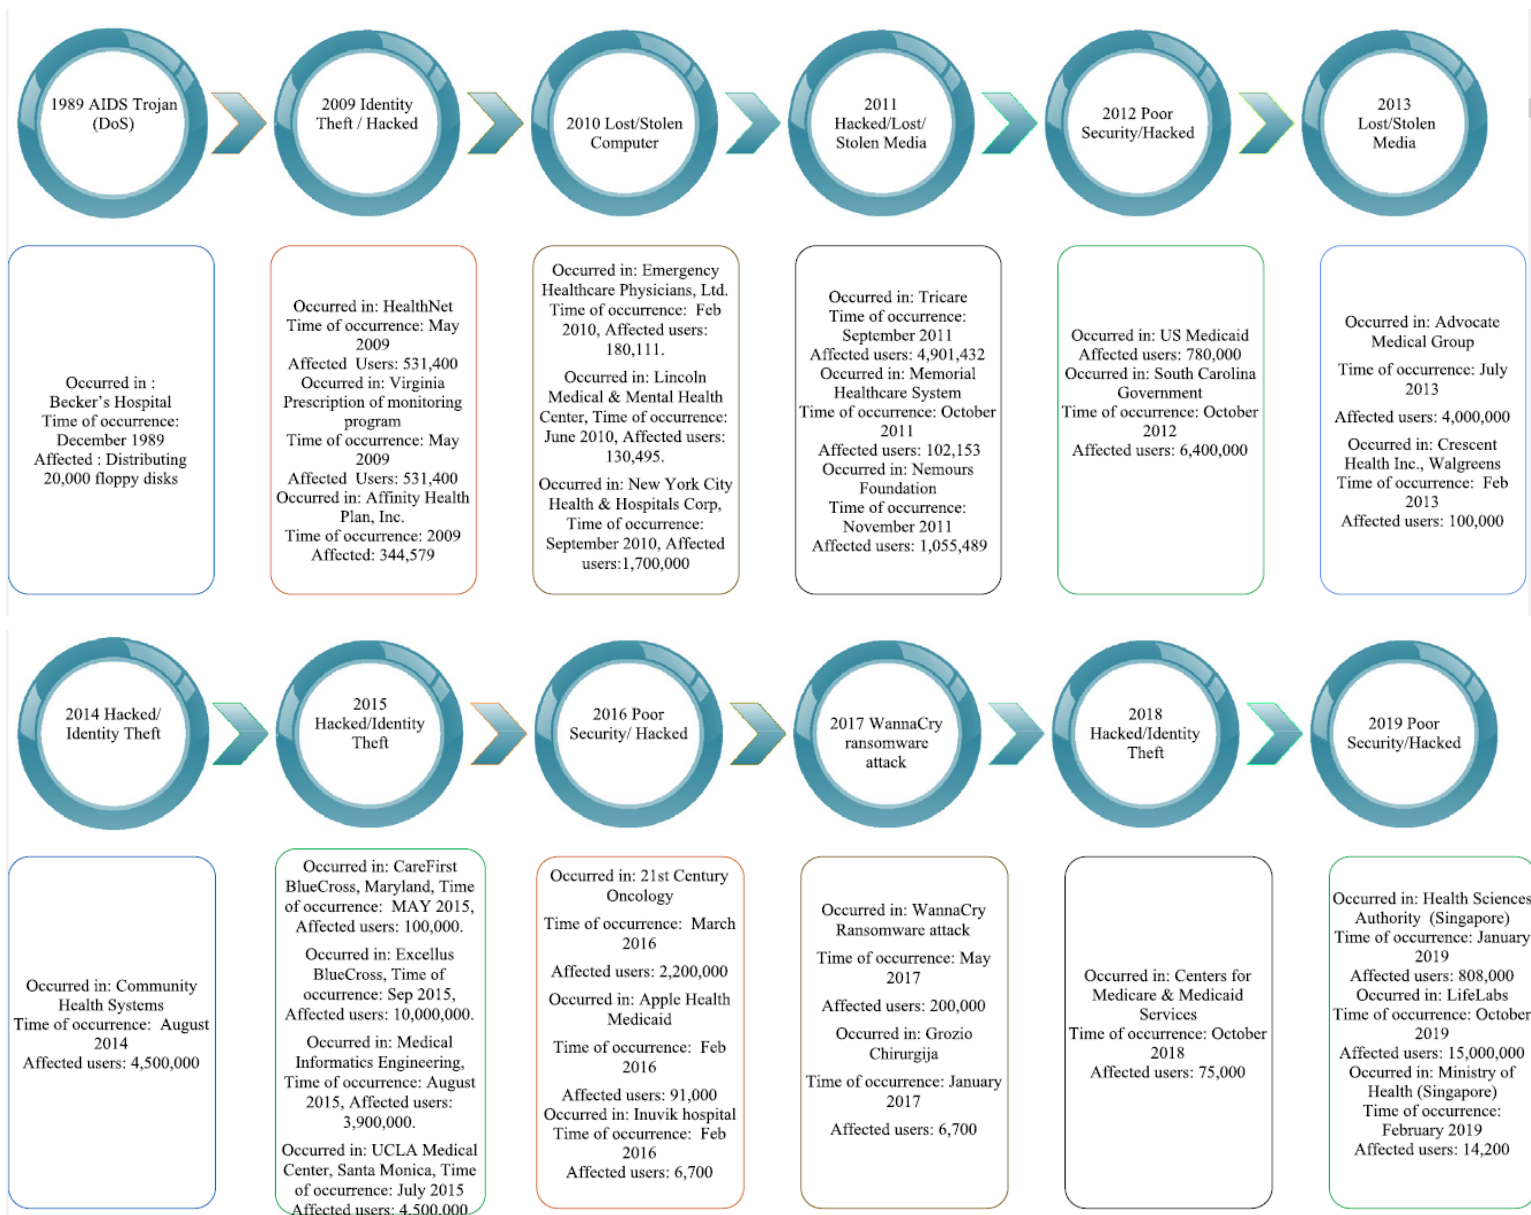 1989 AIDS Trojan
(DoS)
2009 Identity
Theft / Hacked
2010 Lost/Stolen
Computer
2011
Hacked/Lost/
Stolen Media
2012 Poor
Security/Hacked
2013
Lost/Stolen
Media
Occurred in :
Becker's Hospital
Time of occurrence:
December 1989
Affected : Distributing
20,000 floppy disks
Occurred in: HealthNet
Time of occurrence: May
2009
Affected Users: 531,400
Occurred in: Virginia
Prescription of monitoring
program
Time of occurrence: May
2009
Affected Users: 531,400
Occurred in: Affinity Health
Plan, Inc.
Time of occurrence: 2009
Affected: 344,579
Occurred in: Emergency
Healthcare Physicians, Ltd.
Time of occurrence: Feb
2010, Affected users:
180,111.
Occurred in: Lincoln
Medical & Mental Health
Center, Time of occurrence:
June 2010, Affected users:
130,495.
Occurred in: New York City
Health & Hospitals Corp,
Time of occurrence:
September 2010, Affected
users:1,700,000
Occurred in: Tricare
Time of occurrence:
September 2011
Affected users: 4,901,432
Occurred in: Memorial
Healthcare System
Time of occurrence: October
2011
Affected users: 102,153
Occurred in: Nemours
Foundation
Time of occurrence:
November 2011
Affected users: 1,055,489
Occurred in: US Medicaid
Affected users: 780,000
Occurred in: South Carolina
Government
Time of occurrence: October
2012
Affected users: 6,400,000
Occurred in: Advocate
Medical Group
Time of occurrence: July
2013
Affected users: 4,000,000
Occurred in: Crescent
Health Inc., Walgreens
Time of occurrence: Feb
2013
Affected users: 100,000
2014 Hacked/
Identity Theft
2015
Hacked/Identity
Theft
2016 Poor
Security/ Hacked
2017 WannaCry
ransomware
attack
2018
Hacked/Identity
Theft
2019 Poor
Security/Hacked
Occurred in: Community
Health Systems
Time of occurrence: August
2014
Affected users: 4,500,000
Occurred in: CareFirst
BlueCross, Maryland, Time
of occurrence: MAY 2015,
Affected users: 100,000.
Occurred in: Excellus
BlueCross, Time of
occurrence: Sep 2015,
Affected users: 10,000,000.
Occurred in: Medical
Informatics Engineering,
Time of occurrence: August
2015, Affected users:
3,900,000.
Occurred in: UCLA Medical
Center, Santa Monica, Time
of occurrence: July 2015
Affected users: 4,500,000
Occurred in: 21st Century
Oncology
Time of occurrence: March
2016
Affected users: 2,200,000
Occurred in: Apple Health
Medicaid
Time of occurrence: Feb
2016
Affected users: 91,000
Occurred in: Inuvik hospital
Time of occurrence: Feb
2016
Affected users: 6,700
Occurred in: WannaCry
Ransomware attack
Time of occurrence: May
2017
Affected users: 200,000
Occurred in: Grozio
Chirurgija
Time of occurrence: January
2017
Affected users: 6,700
Occurred in: Centers for
Medicare & Medicaid
Services
Time of occurrence: October
2018
Affected users: 75,000
Occurred in: Health Sciences
Authority (Singapore)
Time of occurrence: January
2019
Affected users: 808,000
Occurred in: LifeLabs
Time of occurrence: October
2019
Affected users: 15,000,000
Occurred in: Ministry of
Health (Singapore)
Time of occurrence:
February 2019
Affected users: 14,200